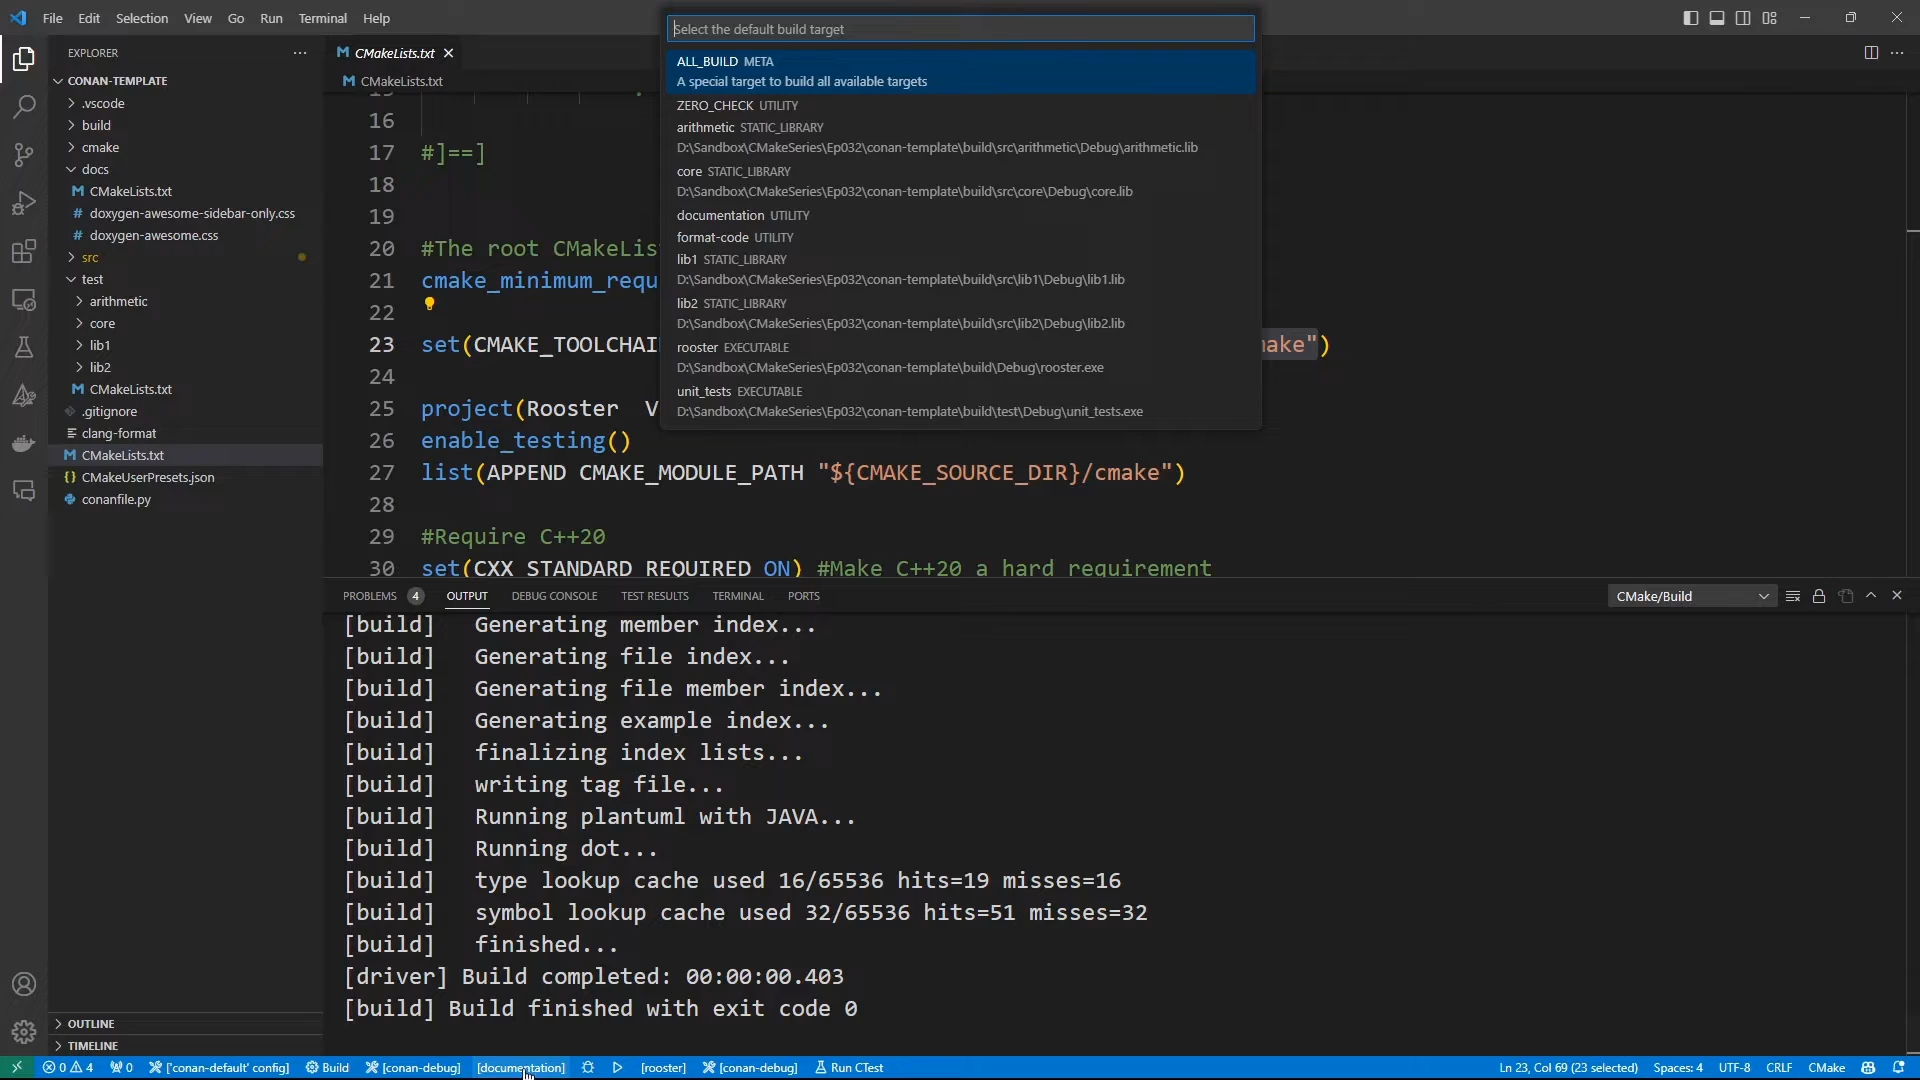 File Edit Selection View Go Run Terminal Help
Select the default build target
EXPLORER
CMakeLists.txt
CONAN-TEMPLATE
CMakeLists.txt
.vscode
build
cmake
docs
CMakeLists.txt
doxygen-awesome-sidebar-only.css
doxygen-awesome.css
src
test
arithmetic
core
lib1
lib2
CMakeLists.txt
.gitignore
clang-format
CMakeLists.txt
CMakeUserPresets.json
conanfile.py
OUTLINE
TIMELINE
ALL_BUILD META
A special target to build all available targets
ZERO_CHECK UTILITY
arithmetic STATIC_LIBRARY
D:\Sandbox\CMakeSeries\Ep032\conan-template\build\src\arithmetic\Debug\arithmetic.lib
core STATIC_LIBRARY
D:\Sandbox\CMakeSeries\Ep032\conan-template\build\src\core\Debug\core.lib
documentation UTILITY
format-code UTILITY
lib1 STATIC_LIBRARY
D:\Sandbox\CMakeSeries\Ep032\conan-template\build\src\lib1\Debug\lib1.lib
lib2 STATIC_LIBRARY
D:\Sandbox\CMakeSeries\Ep032\conan-template\build\src\lib2\Debug\lib2.lib
rooster EXECUTABLE
D:\Sandbox\CMakeSeries\Ep032\conan-template\build\Debug\rooster.exe
unit_tests EXECUTABLE
D:\Sandbox\CMakeSeries\Ep032\conan-template\build\test\Debug\unit_tests.exe
16
17 #]==]
18
19
20 #The root CMakeLis
21 cmake_minimum_requ
22
23 set(CMAKE_TOOLCHAI ake")
24
25 project(Rooster V
26 enable_testing()
27 list(APPEND CMAKE_MODULE_PATH "${CMAKE_SOURCE_DIR}/cmake")
28
29 #Require C++20
30 set(CXX_STANDARD_REQUIRED ON) #Make C++20 a hard requirement
PROBLEMS 4 OUTPUT DEBUG CONSOLE TEST RESULTS TERMINAL PORTS CMake/Build
[build] Generating member index...
[build] Generating file index...
[build] Generating file member index...
[build] Generating example index...
[build] finalizing index lists...
[build] writing tag file...
[build] Running plantuml with JAVA...
[build] Running dot...
[build] type lookup cache used 16/65536 hits=19 misses=16
[build] symbol lookup cache used 32/65536 hits=51 misses=32
[build] finished...
[driver] Build completed: 00:00:00.403
[build] Build finished with exit code 0
0 4 0 ['conan-default' config] Build [conan-debug] [documentation] [rooster] [conan-debug] Run CTest Ln 23, Col 69 (23 selected) Spaces: 4 UTF-8 CRLF CMake